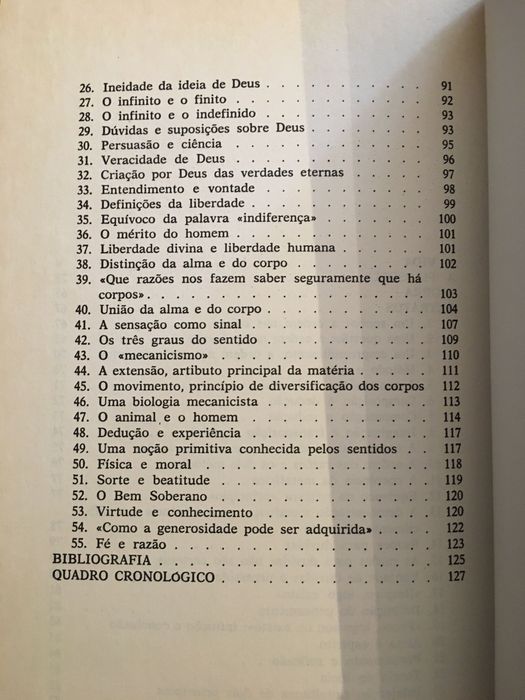 26. Ineidade da ideia de Deus . . . . . . . . . . . 91
27. O infinito e o finito . . . . . . . . . . . . . 92
28. O infinito e o indefinido . . . . . . . . . . . 93
29. Dúvidas e suposições sobre Deus . . . . . . . . 93
30. Persuasão e ciência . . . . . . . . . . . . . 95
31. Veracidade de Deus . . . . . . . . . . . . . 96
32. Criação por Deus das verdades eternas . . . . . 97
33. Entendimento e vontade . . . . . . . . . . . 98
34. Definições da liberdade . . . . . . . . . . . . 99
35. Equívoco da palavra «indiferença» . . . . . . . 100
36. O mérito do homem . . . . . . . . . . . . . 101
37. Liberdade divina e liberdade humana . . . . . . 101
38. Distinção da alma e do corpo . . . . . . . . . 102
39. «Que razões nos fazem saber seguramente que há
corpos» . . . . . . . . . . . . . . . . . 103
40. União da alma e do corpo . . . . . . . . . . 104
41. A sensação como sinal . . . . . . . . . . . . 107
42. Os três graus do sentido . . . . . . . . . . . 109
43. O «mecanicismo» . . . . . . . . . . . . . . 110
44. A extensão, artibuto principal da matéria . . . . 111
45. O movimento, princípio de diversificação dos corpos 112
46. Uma biologia mecanicista . . . . . . . . . . . 113
47. O animal e o homem . . . . . . . . . . . . . 114
48. Dedução e experiência . . . . . . . . . . . . 117
49. Uma noção primitiva conhecida pelos sentidos . . 117
50. Física e moral . . . . . . . . . . . . . . . 118
51. Sorte e beatitude . . . . . . . . . . . . . . 119
52. O Bem Soberano . . . . . . . . . . . . . . 120
53. Virtude e conhecimento . . . . . . . . . . . . 120
54. «Como a generosidade pode ser adquirida» . . . . 122
55. Fé e razão . . . . . . . . . . . . . . . . . 123
BIBLIOGRAFIA . . . . . . . . . . . . . . . . 125
QUADRO CRONOLÓGICO . . . . . . . . . . . . . 127